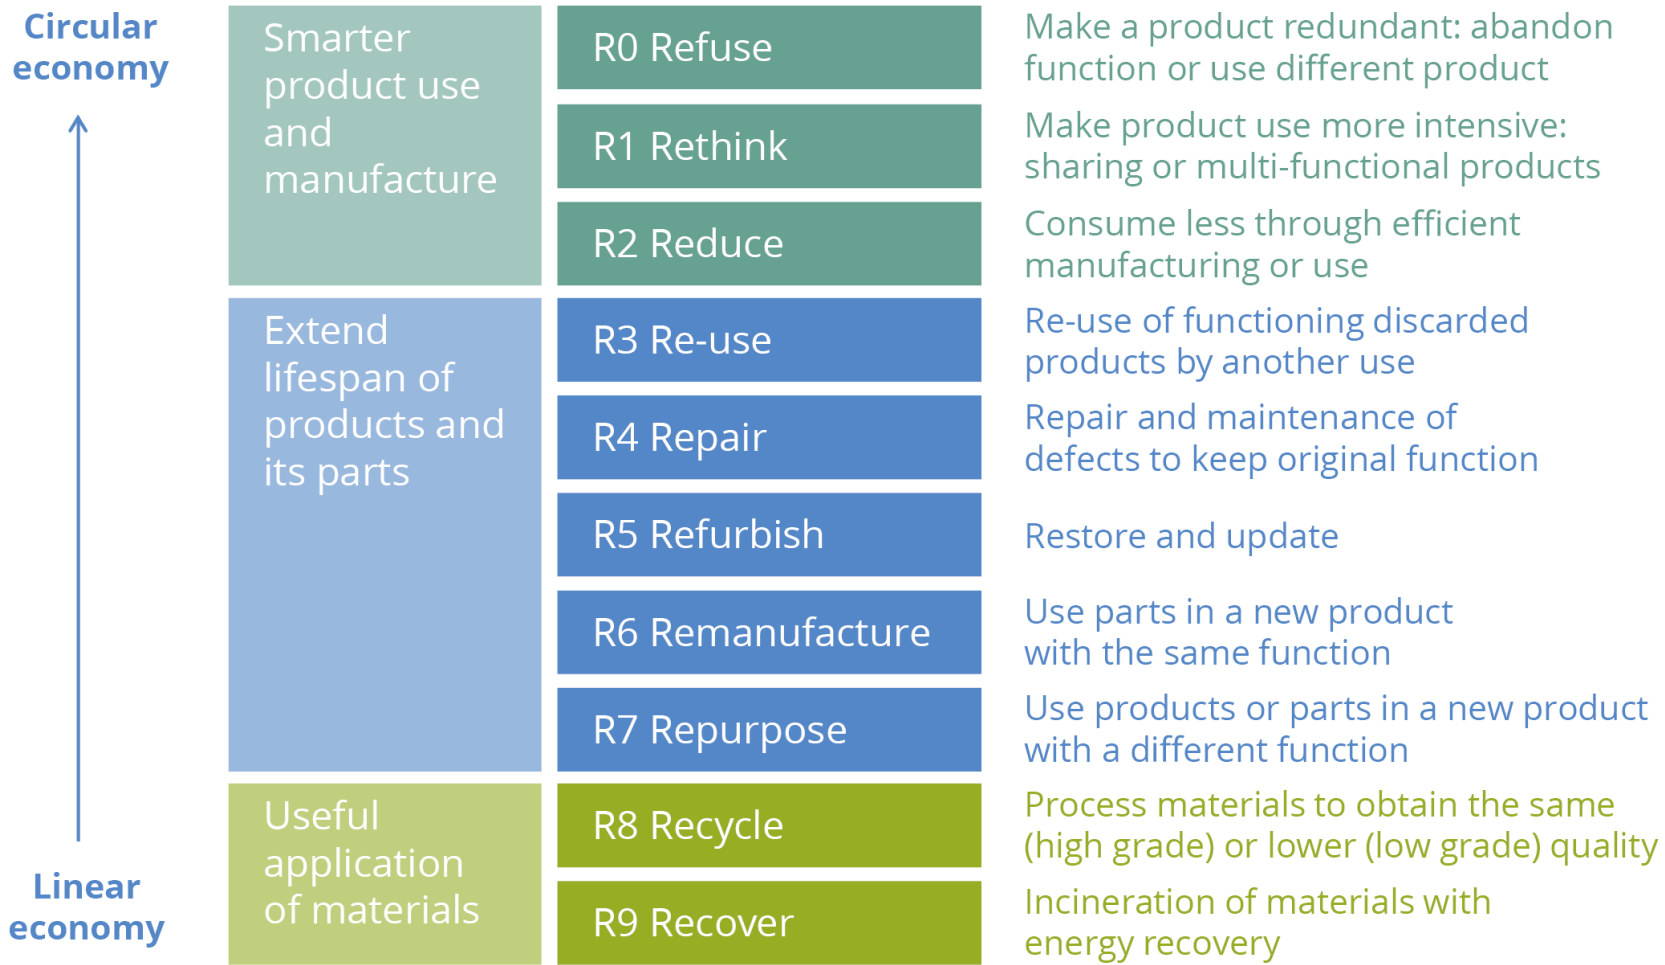 Circular
economy
Linear
economy
Smarter
product use
and
manufacture
R0 Refuse
Make a product redundant: abandon
function or use different product
R1 Rethink
Make product use more intensive:
sharing or multi-functional products
R2 Reduce
Consume less through efficient
manufacturing or use
Extend
lifespan of
products and
its parts
R3 Re-use
Re-use of functioning discarded
products by another use
R4 Repair
Repair and maintenance of
defects to keep original function
R5 Refurbish
Restore and update
R6 Remanufacture
Use parts in a new product
with the same function
R7 Repurpose
Use products or parts in a new product
with a different function
Useful
application
of materials
R8 Recycle
Process materials to obtain the same
(high grade) or lower (low grade) quality
R9 Recover
Incineration of materials with
energy recovery